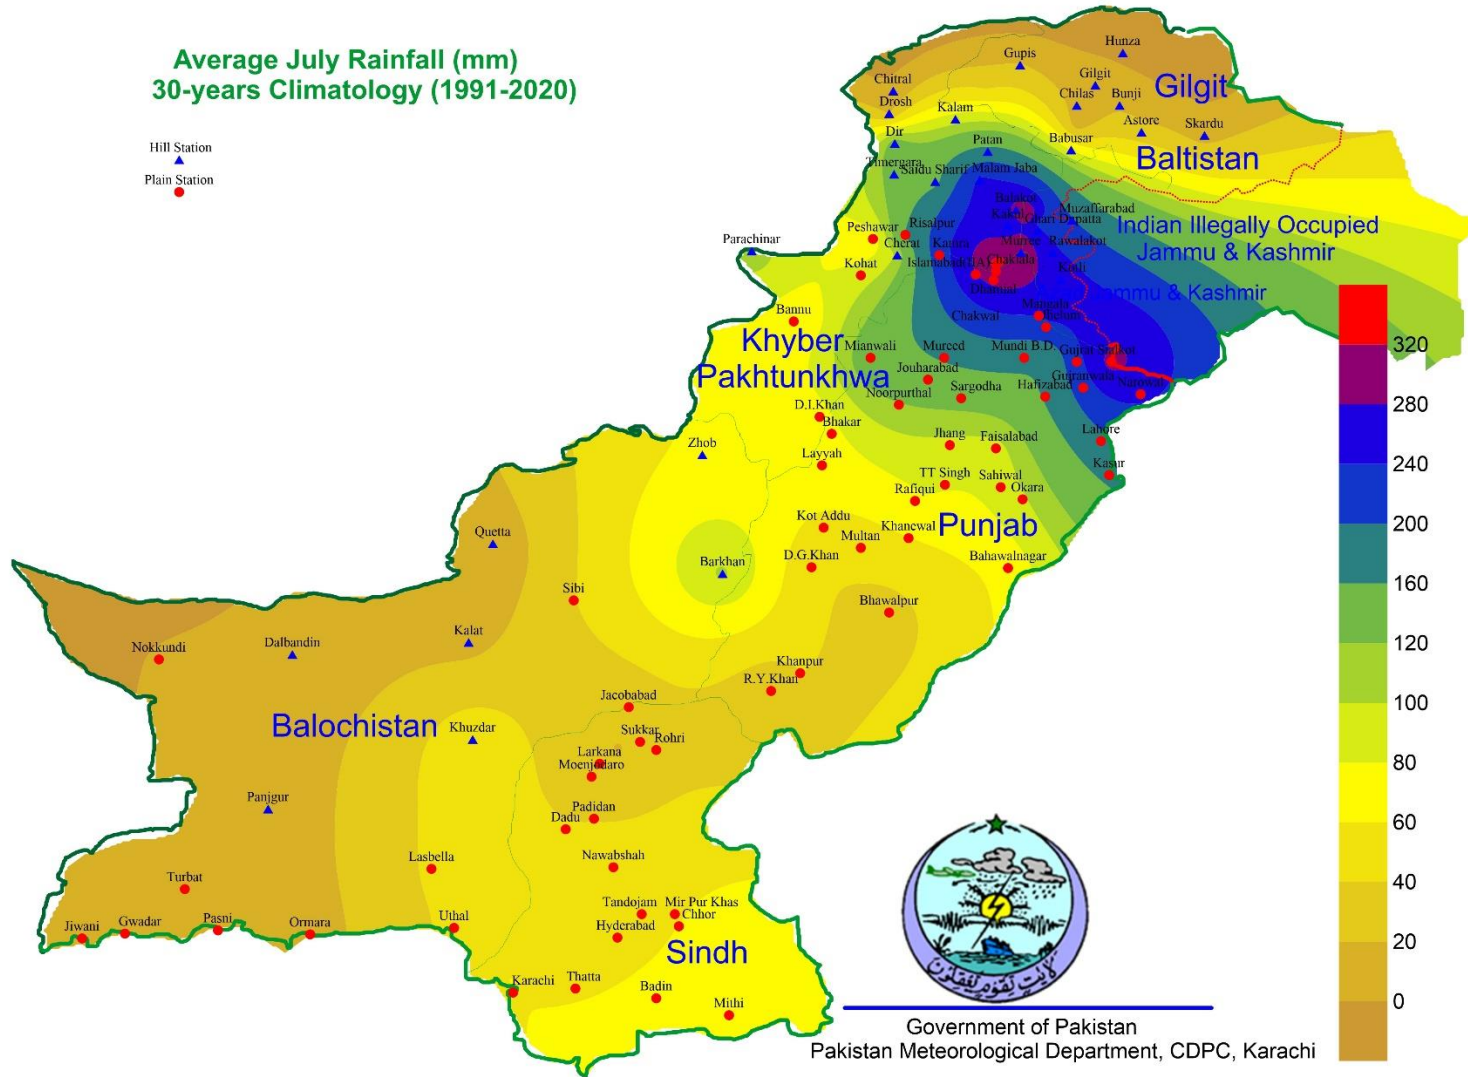 Average July Rainfall (mm)
30-years Climatology (1991-2020)
Hill Station
Plain Station
Hunza
Gupis
Gilgit
Gilgit
Chitral
Chilas
Bunji
Drosh
Kalam
Astore
Skardu
Dir
Patan
Babusar
Baltistan
Timergara
Saidu Sharif
Malam Jaba
Balakot
Kakul
Muzaffarabad
Gari Dupatta
Indian Illegally Occupied
Jammu & Kashmir
Risalpur
Peshawar
Parachinar
Cherat
Kamra
Murree
Rawalakot
Islamabad
Chaklala
Kotli
Kohat
Dhamial
Jammu & Kashmir
Mangla
Jhelum
Bannu
Chakwal
Khyber
Pakhtunkhwa
Mianwali
Mureed
Mundi B.D.
Gujrat
Sialkot
Jouharabad
Gujranwala
Noorpurthal
Sargodha
Hafizabad
Narowal
D.I.Khan
Bhakar
Zhob
Layyah
Jhang
Faisalabad
Lahore
Kasur
TT Singh
Sahiwal
Rafiqui
Okara
Punjab
Kot Addu
Multan
Khanewal
Quetta
Barkhan
D.G.Khan
Bahawalnagar
Sibi
Bhawalpur
Kalat
Dalbandin
Nokkundi
Khanpur
R.Y.Khan
Jacobabad
Balochistan
Khuzdar
Sukkar
Rohri
Larkana
Moenjodaro
Panjgur
Padidan
Dadu
Lasbella
Nawabshah
Turbat
Jiwani
Gwadar
Pasni
Ormara
Uthal
Tandojam
Mir Pur Khas
Hyderabad
Chhor
Sindh
Karachi
Thatta
Badin
Mithi
320
280
240
200
160
120
100
80
60
40
20
0
Government of Pakistan
Pakistan Meteorological Department, CDPC, Karachi